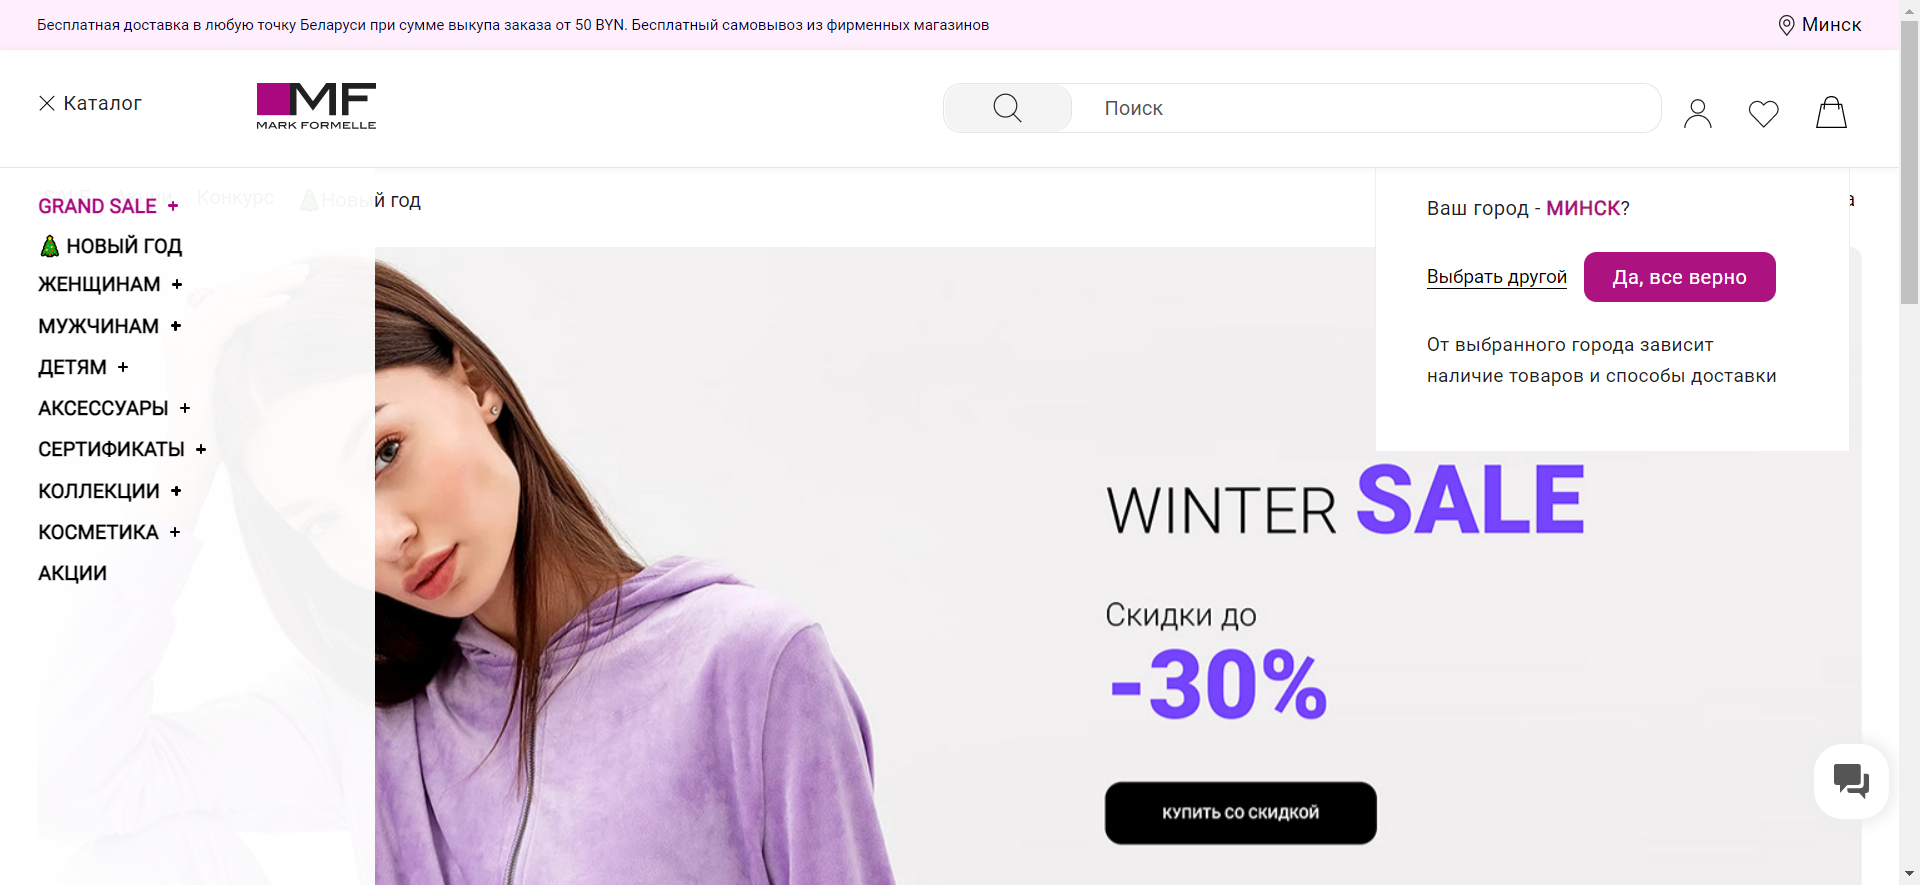 Бесплатная доставка в любую точку Беларуси при сумме выкупа заказа от 50 BYN. Бесплатный самовывоз из фирменных магазинов
Минск
Каталог
MF
MARK FORMELLE
Поиск
Конкурс
Новый год
GRAND SALE +
НОВЫЙ ГОД
ЖЕНЩИНАМ +
МУЖЧИНАМ +
ДЕТЯМ +
АКСЕССУАРЫ +
СЕРТИФИКАТЫ +
КОЛЛЕКЦИИ +
КОСМЕТИКА +
АКЦИИ
Ваш город - МИНСК?
Выбрать другой
Да, все верно
От выбранного города зависит
наличие товаров и способы доставки
WINTER SALE
Скидки до
-30%
КУПИТЬ СО СКИДКОЙ